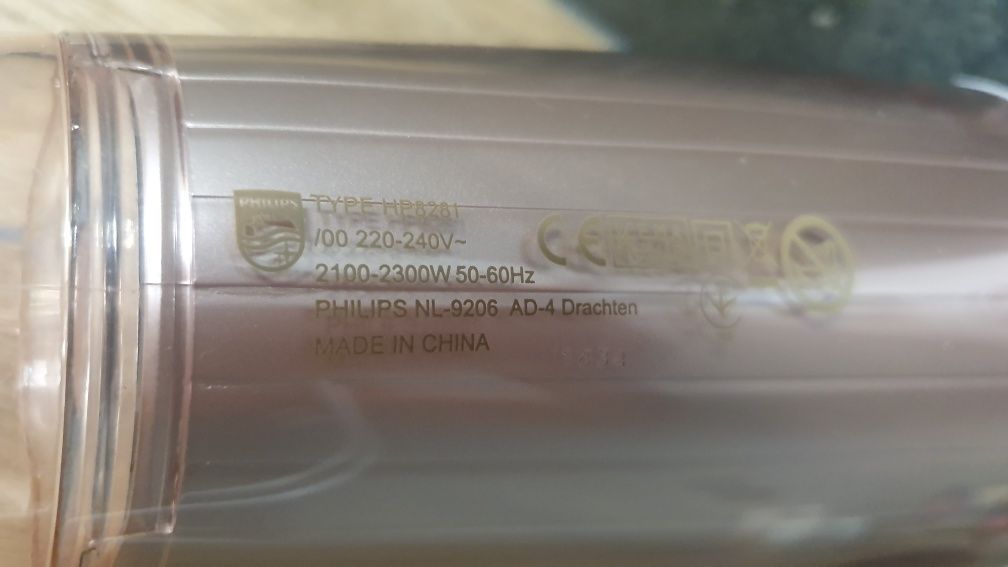 PHILIPS
TYPE HP8281
/00 220-240V~
2100-2300W 50-60Hz
PHILIPS NL-9206 AD-4 Drachten
MADE IN CHINA